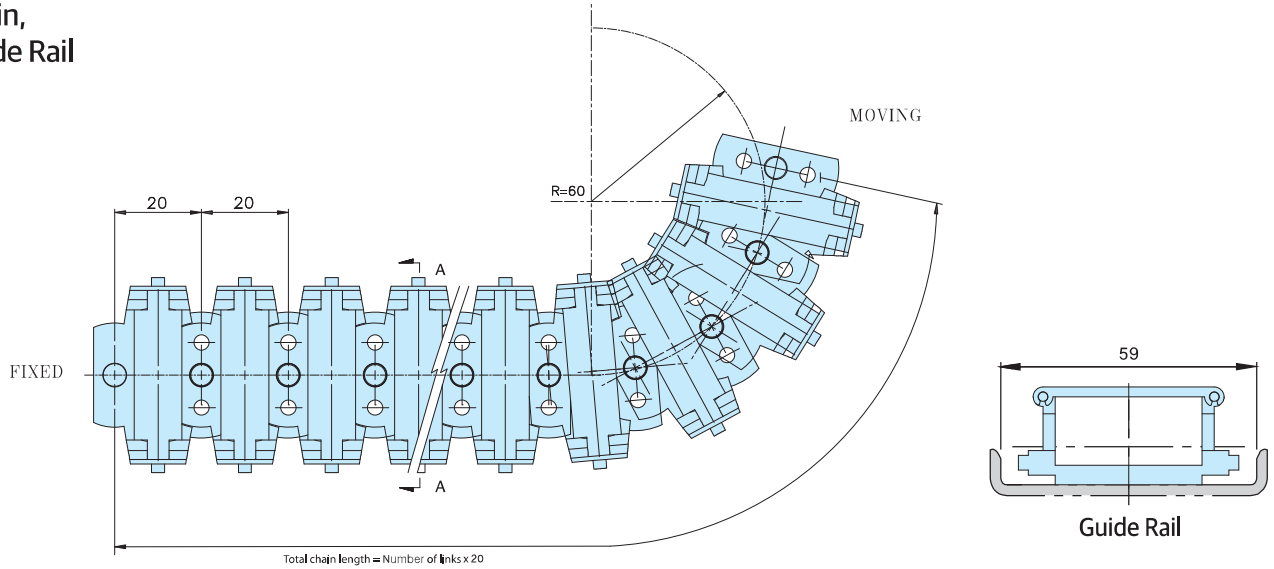 in,
de Rail
MOVING
R=60
20 20
A
FIXED
59
A
Guide Rail
Total chain length = Number of links x 20